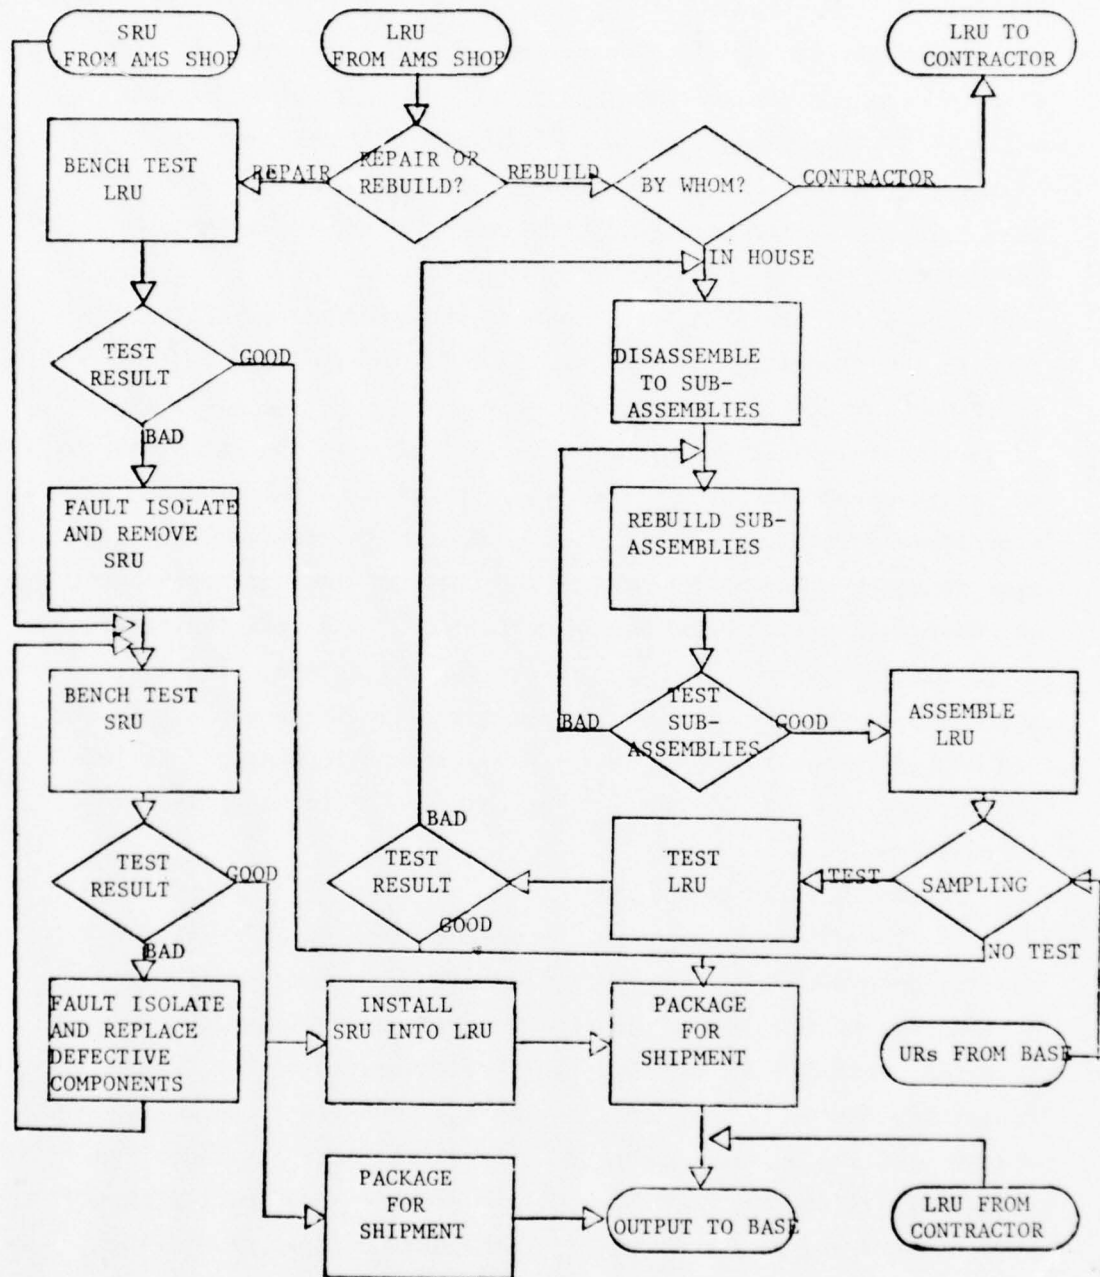 SRU
FROM AMS SHOP
LRU
FROM AMS SHOP
LRU TO
CONTRACTOR
BENCH TEST
LRU
REPAIR
REPAIR OR
REBUILD?
REBUILD
BY WHOM?
CONTRACTOR
IN HOUSE
TEST
RESULT
GOOD
BAD
DISASSEMBLE
TO SUB-
ASSEMBLIES
FAULT ISOLATE
AND REMOVE
SRU
REBUILD SUB-
ASSEMBLIES
BENCH TEST
SRU
BAD
TEST
SUB-
ASSEMBLIES
GOOD
ASSEMBLE
LRU
TEST
RESULT
GOOD
BAD
BAD
TEST
RESULT
GOOD
TEST
LRU
TEST
SAMPLING
NO TEST
FAULT ISOLATE
AND REPLACE
DEFECTIVE
COMPONENTS
INSTALL
SRU INTO LRU
PACKAGE
FOR
SHIPMENT
URs FROM BASE
PACKAGE
FOR
SHIPMENT
OUTPUT TO BASE
LRU FROM
CONTRACTOR